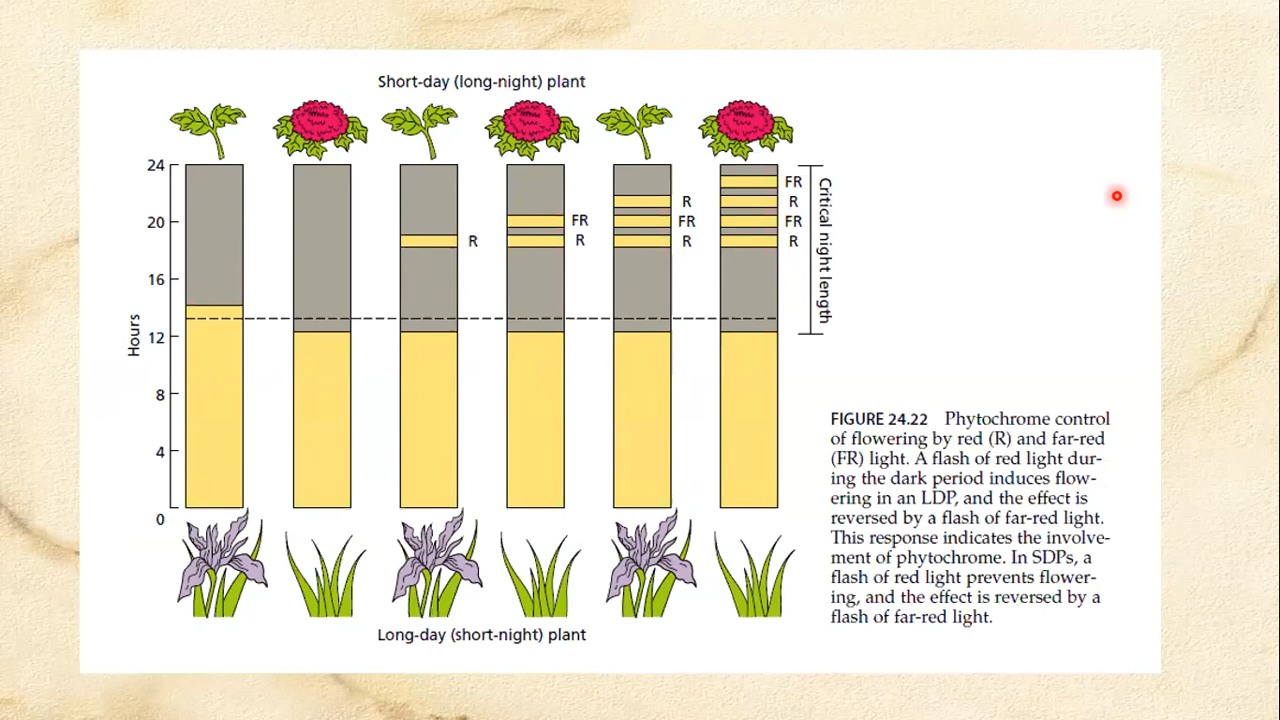 Short-day (long-night) plant
24
20
16
12
8
4
0
Hours
R
FR
R
R
FR
R
FR
R
FR
R
Critical night length
Long-day (short-night) plant
FIGURE 24.22 Phytochrome control
of flowering by red (R) and far-red
(FR) light. A flash of red light dur-
ing the dark period induces flow-
ering in an LDP, and the effect is
reversed by a flash of far-red light.
This response indicates the involve-
ment of phytochrome. In SDPs, a
flash of red light prevents flower-
ing, and the effect is reversed by a
flash of far-red light.